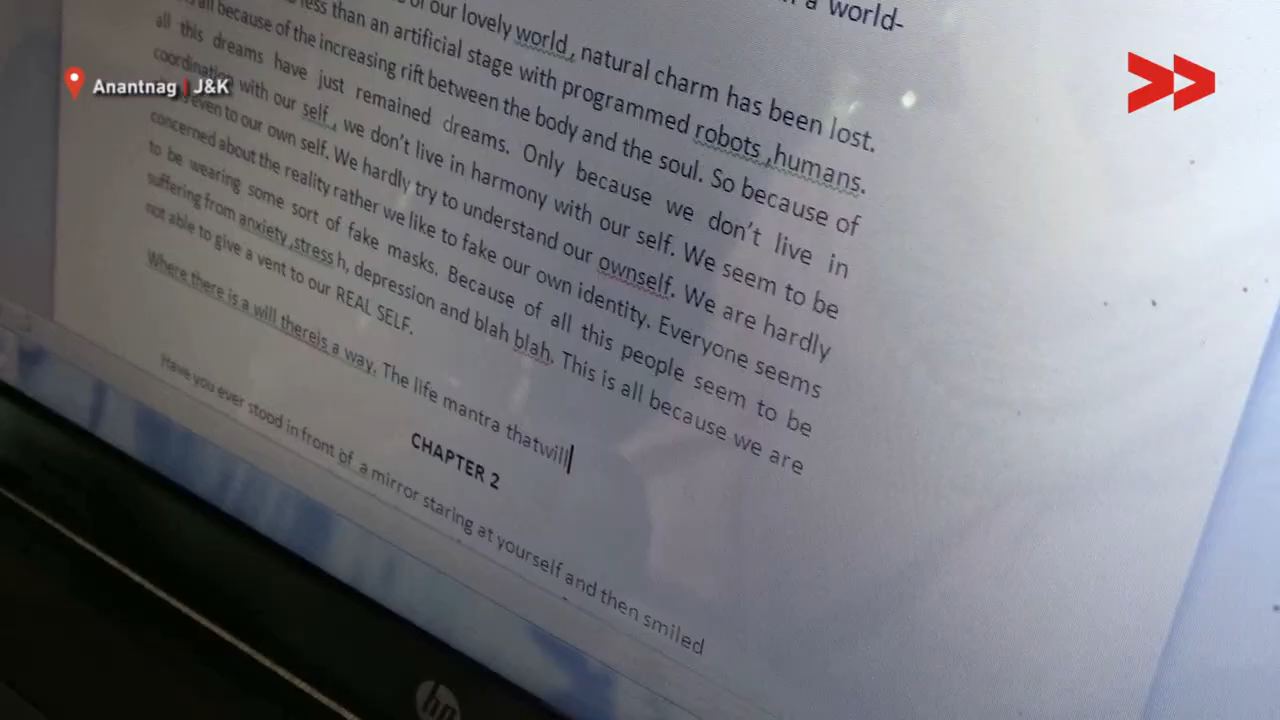 a world-
of our lovely world , natural charm has been lost.
less than an artificial stage with programmed robots ,humans.
all because of the increasing rift between the body and the soul. So because of
all this dreams have just remained dreams. Only because we don't live in
coordination with our self , we don't live in harmony with our self. We seem to be
even to our own self. We hardly try to understand our ownself. We are hardly
concerned about the reality rather we like to fake our own identity. Everyone seems
to be wearing some sort of fake masks. Because of all this people seem to be
suffering from anxiety ,stress h, depression and blah blah. This is all because we are
not able to give a vent to our REAL SELF.
Where there is a will thereis a way. The life mantra thatwill
CHAPTER 2
Have you ever stood in front of a mirror staring at yourself and then smiled
Anantnag | J&K
hp